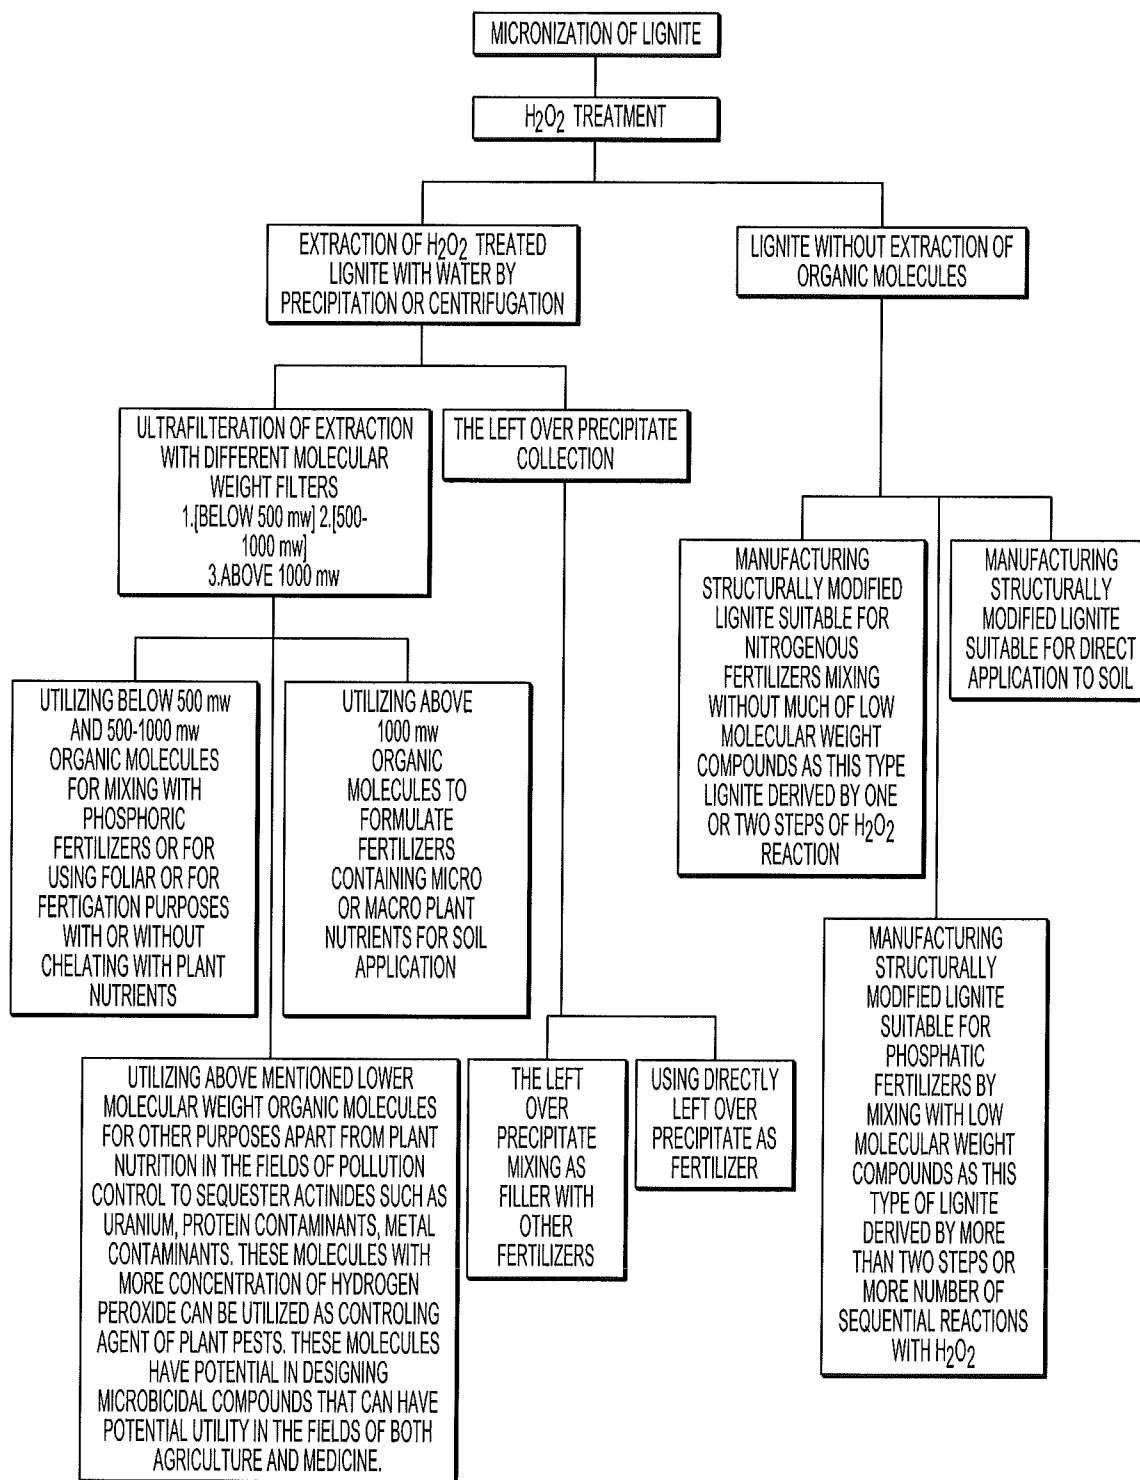 MICRONIZATION OF LIGNITE
H2O2 TREATMENT
EXTRACTION OF H2O2 TREATED
LIGNITE WITH WATER BY
PRECIPITATION OR CENTRIFUGATION
LIGNITE WITHOUT EXTRACTION OF
ORGANIC MOLECULES
ULTRAFILTERATION OF EXTRACTION
WITH DIFFERENT MOLECULAR
WEIGHT FILTERS
1.[BELOW 500 mw] 2.[500-
1000 mw]
3.ABOVE 1000 mw
THE LEFT OVER PRECIPITATE
COLLECTION
MANUFACTURING
STRUCTURALLY MODIFIED
LIGNITE SUITABLE FOR
NITROGENOUS
FERTILIZERS MIXING
WITHOUT MUCH OF LOW
MOLECULAR WEIGHT
COMPOUNDS AS THIS TYPE
LIGNITE DERIVED BY ONE
OR TWO STEPS OF H2O2
REACTION
MANUFACTURING
STRUCTURALLY
MODIFIED LIGNITE
SUITABLE FOR DIRECT
APPLICATION TO SOIL
UTILIZING BELOW 500 mw
AND 500-1000 mw
ORGANIC MOLECULES
FOR MIXING WITH
PHOSPHORIC
FERTILIZERS OR FOR
USING FOLIAR OR FOR
FERTIGATION PURPOSES
WITH OR WITHOUT
CHELATING WITH PLANT
NUTRIENTS
UTILIZING ABOVE
1000 mw
ORGANIC
MOLECULES TO
FORMULATE
FERTILIZERS
CONTAINING MICRO
OR MACRO PLANT
NUTRIENTS FOR SOIL
APPLICATION
MANUFACTURING
STRUCTURALLY
MODIFIED LIGNITE
SUITABLE FOR
PHOSPHATIC
FERTILIZERS BY
MIXING WITH LOW
MOLECULAR WEIGHT
COMPOUNDS AS THIS
TYPE OF LIGNITE
DERIVED BY MORE
THAN TWO STEPS OR
MORE NUMBER OF
SEQUENTIAL REACTIONS
WITH H2O2
UTILIZING ABOVE MENTIONED LOWER
MOLECULAR WEIGHT ORGANIC MOLECULES
FOR OTHER PURPOSES APART FROM PLANT
NUTRITION IN THE FIELDS OF POLLUTION
CONTROL TO SEQUESTER ACTINIDES SUCH AS
URANIUM, PROTEIN CONTAMINANTS, METAL
CONTAMINANTS. THESE MOLECULES WITH
MORE CONCENTRATION OF HYDROGEN
PEROXIDE CAN BE UTILIZED AS CONTROLING
AGENT OF PLANT PESTS. THESE MOLECULES
HAVE POTENTIAL IN DESIGNING
MICROBICIDAL COMPOUNDS THAT CAN HAVE
POTENTIAL UTILITY IN THE FIELDS OF BOTH
AGRICULTURE AND MEDICINE.
THE LEFT
OVER
PRECIPITATE
MIXING AS
FILLER WITH
OTHER
FERTILIZERS
USING DIRECTLY
LEFT OVER
PRECIPITATE AS
FERTILIZER